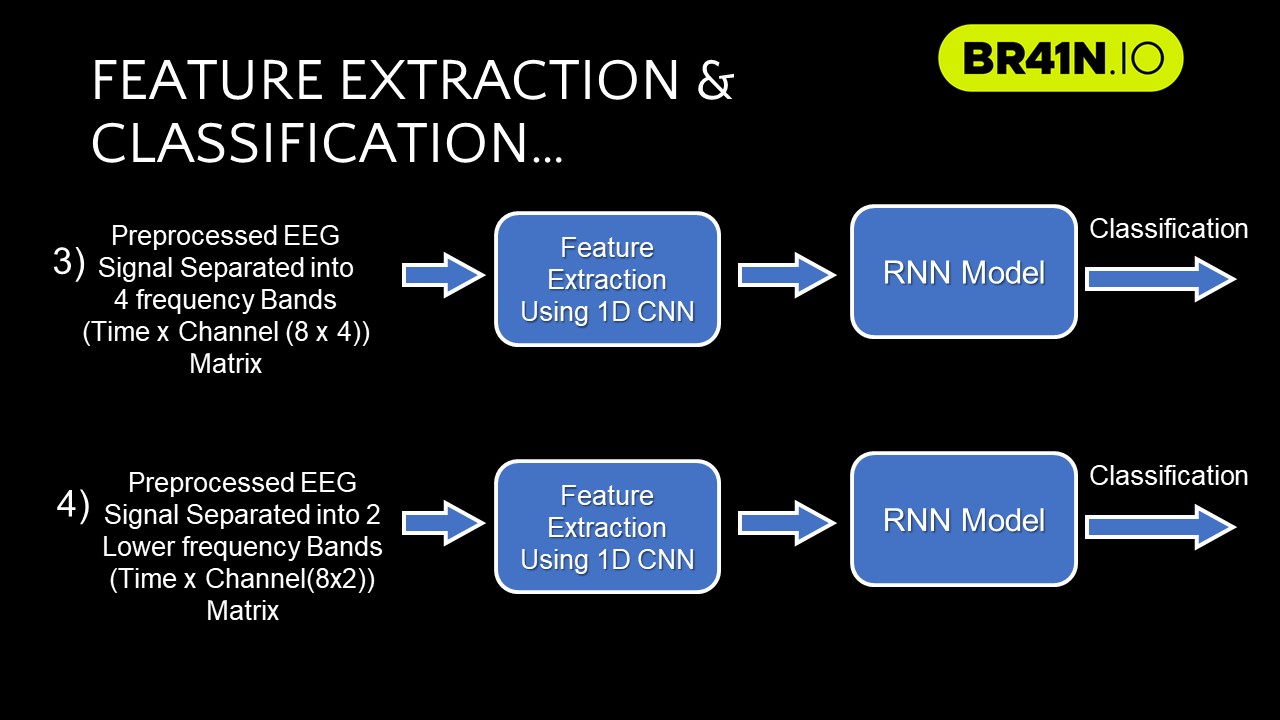 BR41N.IO
FEATURE EXTRACTION &
CLASSIFICATION...
3)
Preprocessed EEG
Signal Separated into
4 frequency Bands
(Time x Channel (8 x 4))
Matrix
Feature
Extraction
Using 1D CNN
RNN Model
Classification
4)
Preprocessed EEG
Signal Separated into 2
Lower frequency Bands
(Time x Channel(8x2))
Matrix
Feature
Extraction
Using 1D CNN
RNN Model
Classification